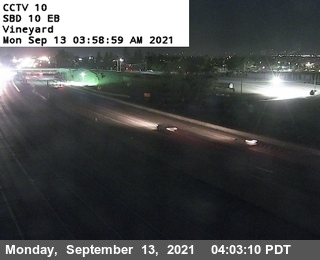 CCTV 10
SBD 10 EB
Vineyard
Mon Sep 13 03:58:59 AM 2021
Monday, September 13, 2021 04:03:10 PDT